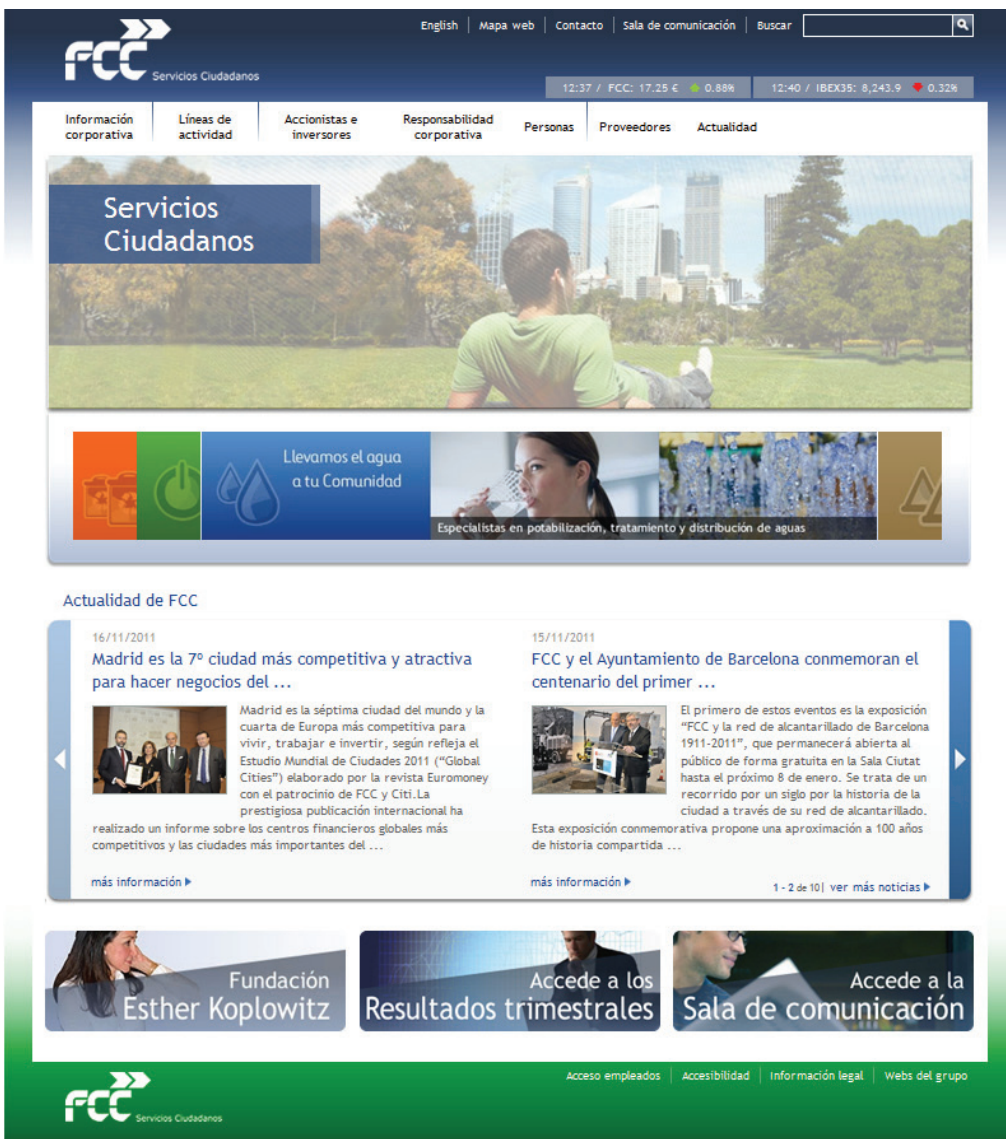 English | Mapa web | Contacto | Sala de comunicación | Buscar
FCC
Servicios Ciudadanos
12:37 / FCC: 17.25 € 0.88%
12:40 / IBEX35: 8,243.9 0.32%
Información corporativa
Líneas de actividad
Accionistas e inversores
Responsabilidad corporativa
Personas
Proveedores
Actualidad
Servicios
Ciudadanos
Llevamos el agua
a tu Comunidad
Especialistas en potabilización, tratamiento y distribución de aguas
Actualidad de FCC
16/11/2011
Madrid es la 7º ciudad más competitiva y atractiva
para hacer negocios del ...
Madrid es la séptima ciudad del mundo y la
cuarta de Europa más competitiva para
vivir, trabajar e invertir, según refleja el
Estudio Mundial de Ciudades 2011 ("Global
Cities") elaborado por la revista Euromoney
con el patrocinio de FCC y Citi.La
prestigiosa publicación internacional ha
realizado un informe sobre los centros financieros globales más
competitivos y las ciudades más importantes del ...
más información
15/11/2011
FCC y el Ayuntamiento de Barcelona conmemoran el
centenario del primer ...
El primero de estos eventos es la exposición
"FCC y la red de alcantarillado de Barcelona
1911-2011", que permanecerá abierta al
público de forma gratuita en la Sala Ciutat
hasta el próximo 8 de enero. Se trata de un
recorrido por un siglo por la historia de la
ciudad a través de su red de alcantarillado.
Esta exposición conmemorativa propone una aproximación a 100 años
de historia compartida ...
más información
1 - 2 de 10| ver más noticias
Fundación
Esther Koplowitz
Accede a los
Resultados trimestrales
Accede a la
Sala de comunicación
Acceso empleados | Accesibilidad | Información legal | Webs del grupo
FCC
Servicios Ciudadanos